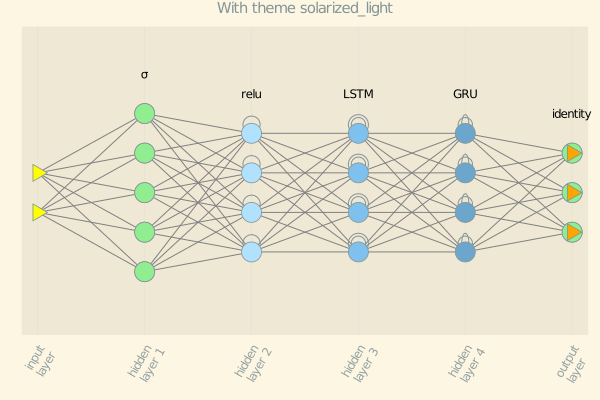 With theme solarized_light
σ
relu
LSTM
GRU
identity
input
layer
hidden
layer 1
hidden
layer 2
hidden
layer 3
hidden
layer 4
output
layer